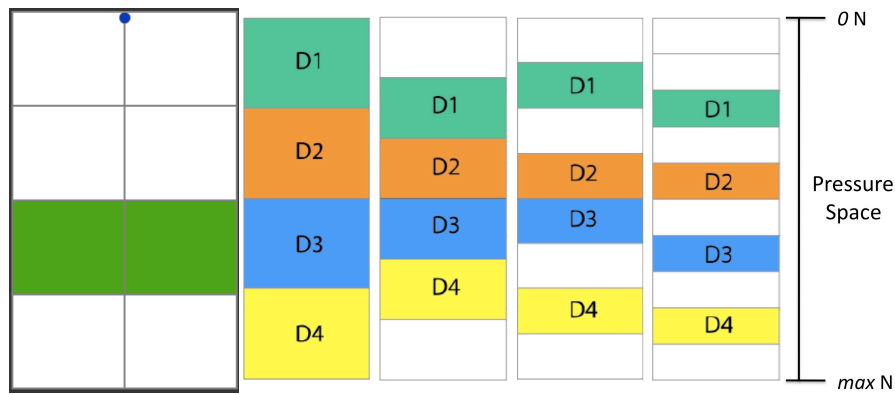 0 N
D1
D2
D3
D4
D1
D2
D3
D4
D1
D2
D3
D4
D1
D2
D3
D4
Pressure
Space
max N